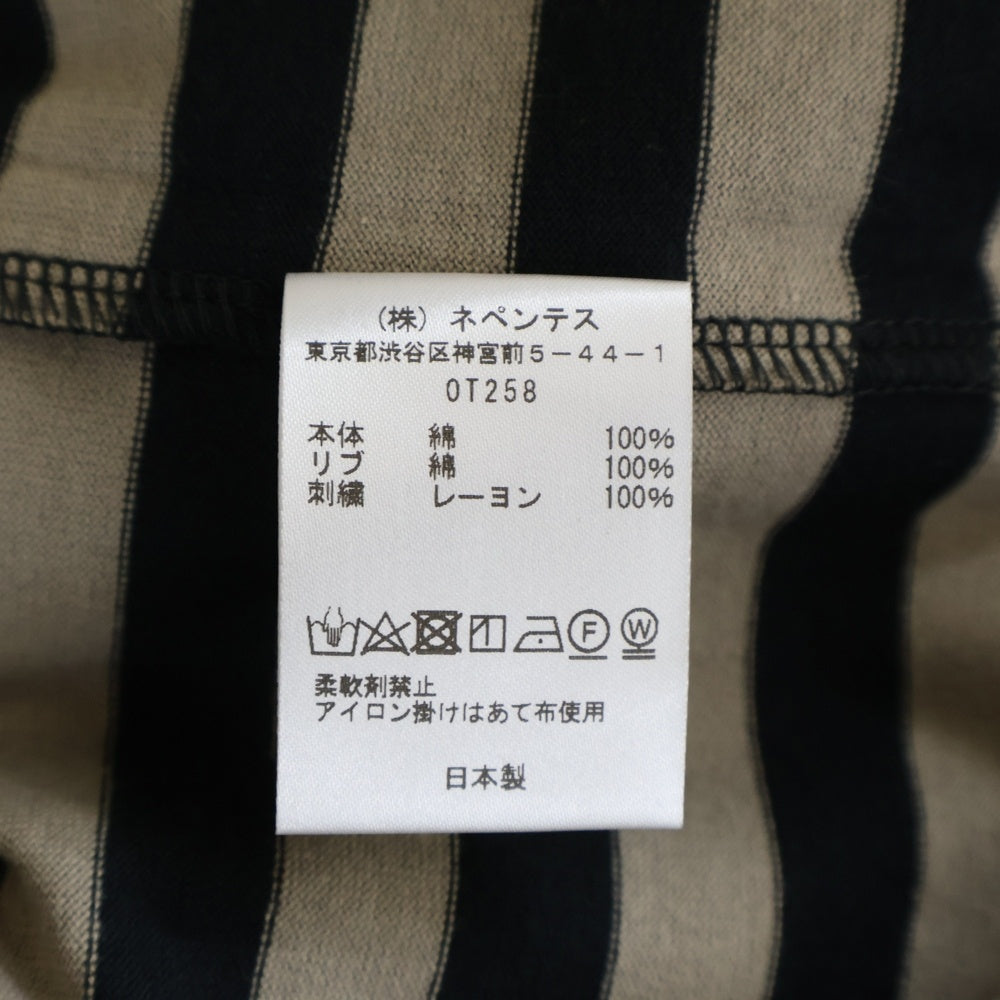 （株）ネペンテス
東京都渋谷区神宮前5-44-1
OT258
本体 綿 100%
リブ 綿 100%
刺繍 レーヨン 100%
F W
柔軟剤禁止
アイロン掛けはあて布使用
日本製